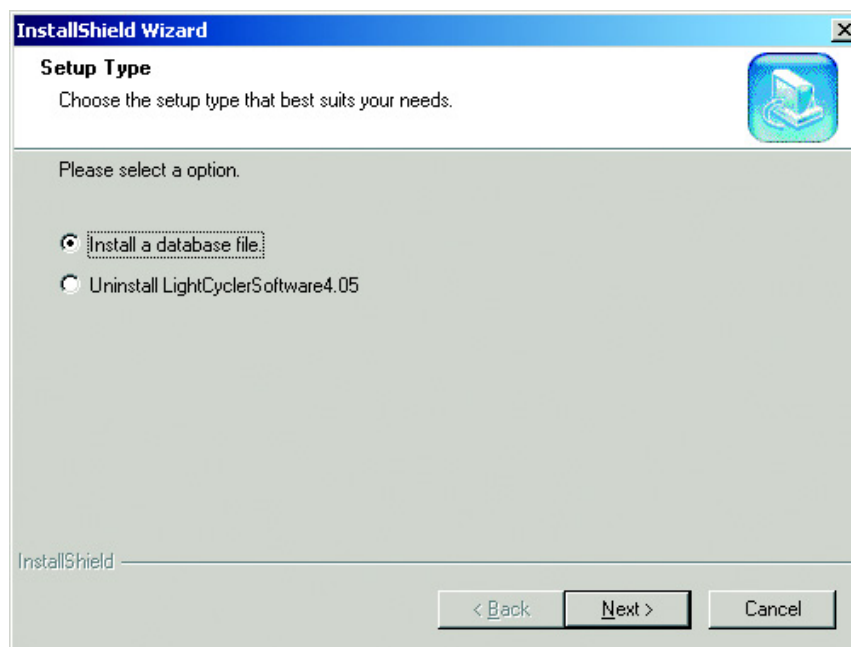 InstallShield Wizard
Setup Type
Choose the setup type that best suits your needs.
Please select a option.
Install a database file.
Uninstall LightCyclerSoftware4.05
InstallShield
< Back
Next >
Cancel